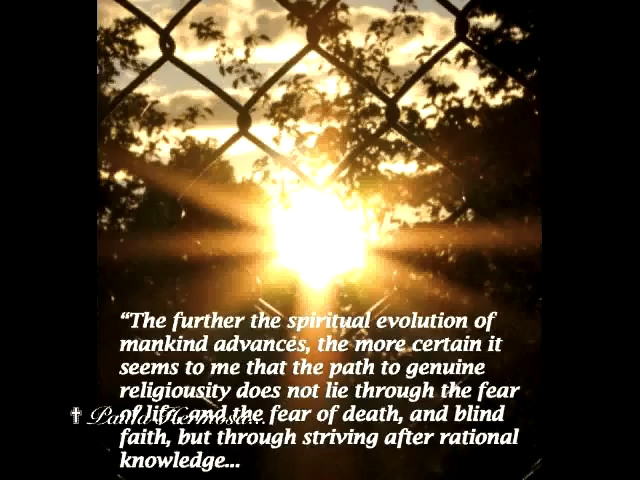 “The further the spiritual evolution of
mankind advances, the more certain it
seems to me that the path to genuine
religiousity does not lie through the fear
of life, and the fear of death, and blind
✝ Hermosa...
faith, but through striving after rational
knowledge...